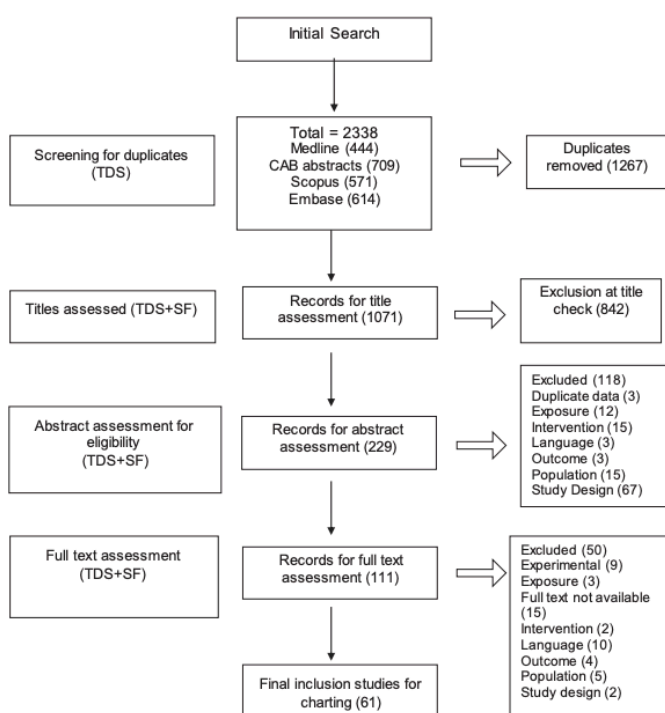 Initial Search
Screening for duplicates
(TDS)
Total = 2338
Medline (444)
CAB abstracts (709)
Scopus (571)
Embase (614)
Duplicates
removed (1267)
Titles assessed (TDS+SF)
Records for title
assessment (1071)
Exclusion at title
check (842)
Abstract assessment for
eligibility
(TDS+SF)
Records for abstract
assessment (229)
Excluded (118)
Duplicate data (3)
Exposure (12)
Intervention (15)
Language (3)
Outcome (3)
Population (15)
Study Design (67)
Full text assessment
(TDS+SF)
Records for full text
assessment (111)
Excluded (50)
Experimental (9)
Exposure (3)
Full text not available
(15)
Intervention (2)
Language (10)
Outcome (4)
Population (5)
Study design (2)
Final inclusion studies for
charting (61)